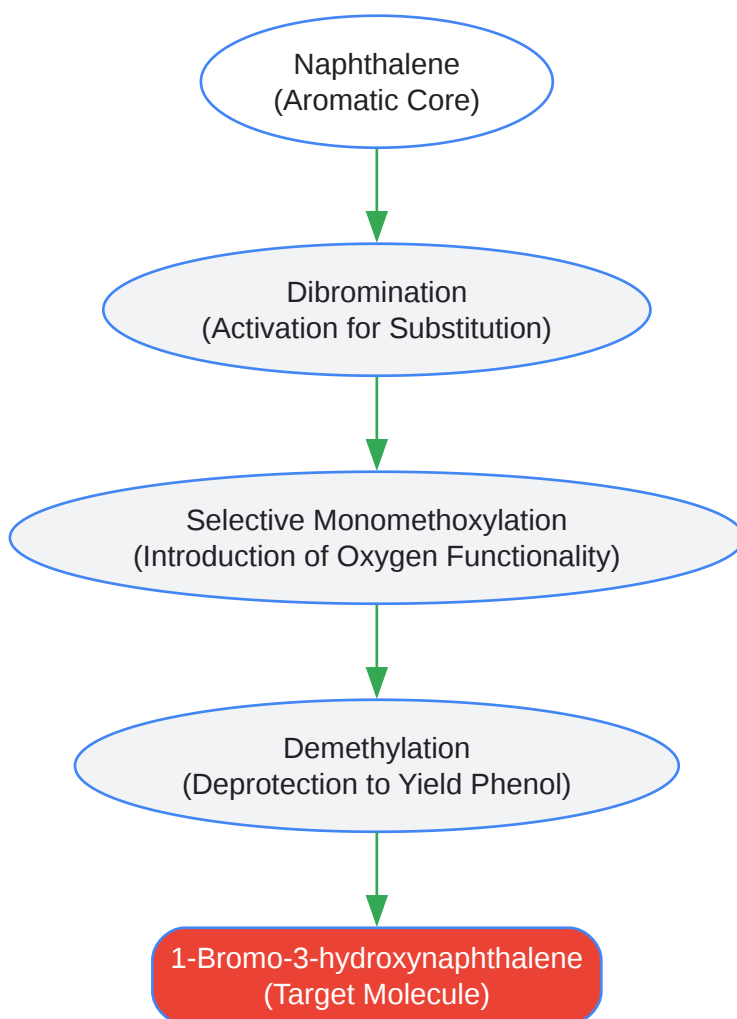 Naphthalene
(Aromatic Core)
Dibromination
(Activation for Substitution)
Selective Monomethoxylation
(Introduction of Oxygen Functionality)
Demethylation
(Deprotection to Yield Phenol)
1-Bromo-3-hydroxynaphthalene
(Target Molecule)